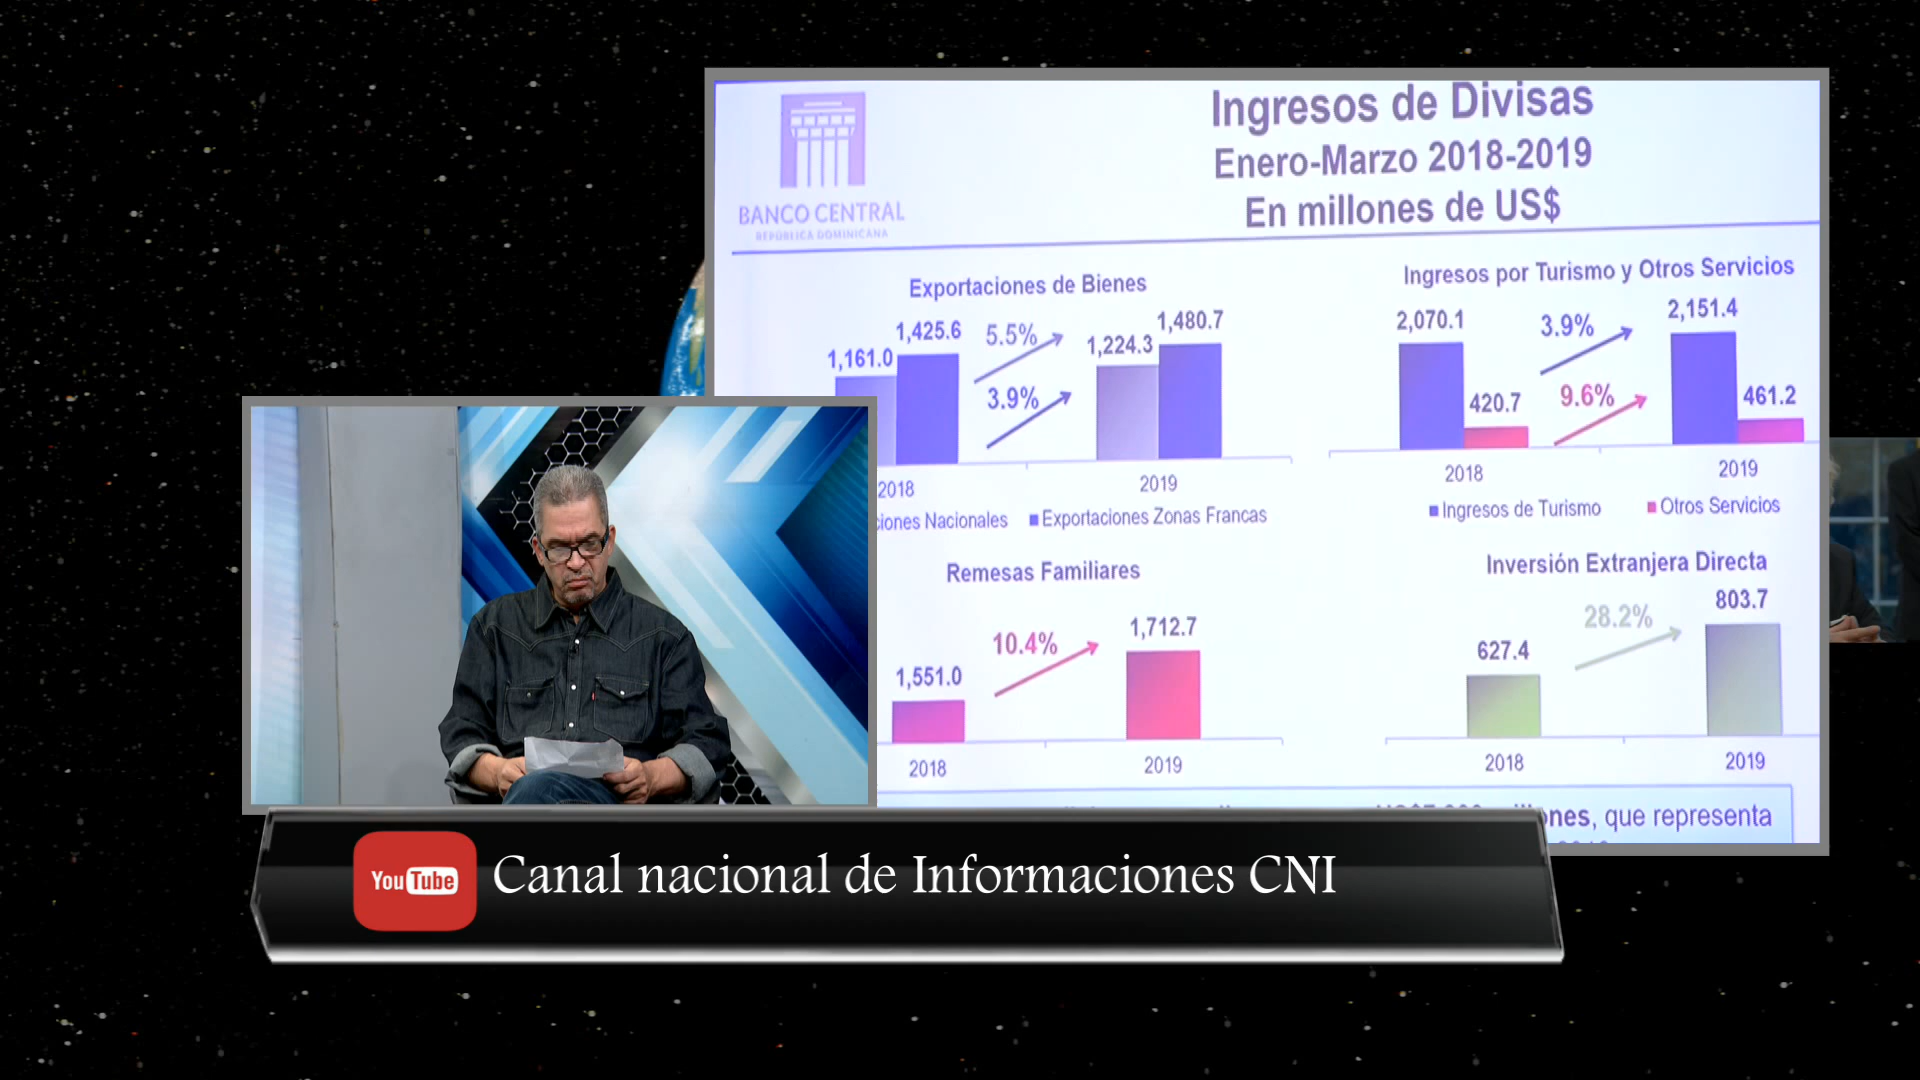 BANCO CENTRAL
REPÚBLICA DOMINICANA
Ingresos de Divisas
Enero-Marzo 2018-2019
En millones de US$
Exportaciones de Bienes
1,161.0
1,425.6
5.5%
3.9%
1,224.3
1,480.7
2018
2019
ciones Nacionales
Exportaciones Zonas Francas
Ingresos por Turismo y Otros Servicios
2,070.1
420.7
3.9%
9.6%
2,151.4
461.2
2018
2019
Ingresos de Turismo
Otros Servicios
Remesas Familiares
1,551.0
10.4%
1,712.7
2018
2019
Inversión Extranjera Directa
627.4
28.2%
803.7
2018
2019
ones, que representa
YouTube
Canal nacional de Informaciones CNI